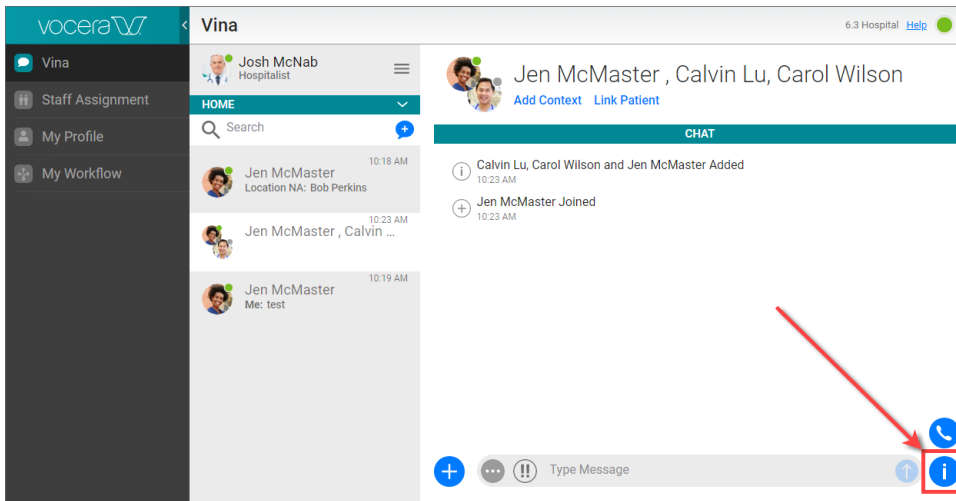 vocera
Vina
6.3 Hospital Help
Vina
Staff Assignment
My Profile
My Workflow
Josh McNab
Hospitalist
HOME
Search
10:18 AM
Jen McMaster
Location NA: Bob Perkins
10:23 AM
Jen McMaster , Calvin ...
10:19 AM
Jen McMaster
Me: test
Jen McMaster , Calvin Lu, Carol Wilson
Add Context Link Patient
CHAT
Calvin Lu, Carol Wilson and Jen McMaster Added
10:23 AM
Jen McMaster Joined
10:23 AM
Type Message